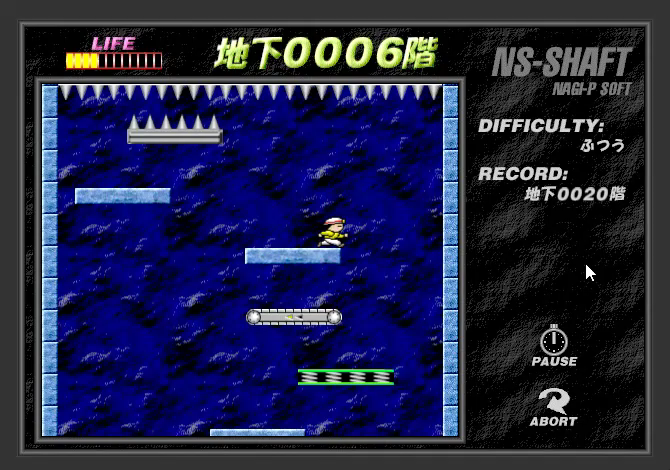 LIFE
地下0006階
NS-SHAFT
NAGI-P SOFT
DIFFICULTY:
ふつう
RECORD:
地下0020階
PAUSE
ABORT